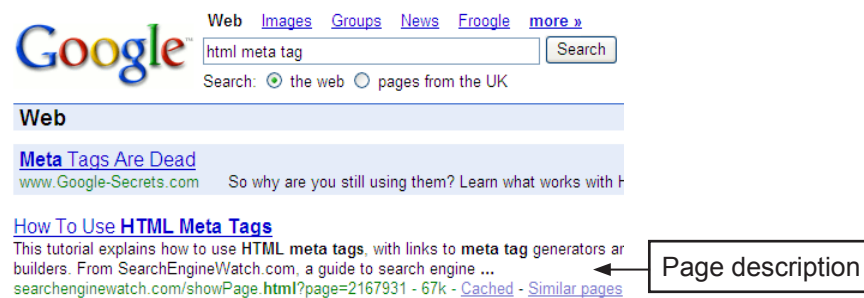 Web Images Groups News Froogle more »
Google™
html meta tag Search
Search: the web pages from the UK
Web
Meta Tags Are Dead
www.Google-Secrets.com So why are you still using them? Learn what works with
How To Use HTML Meta Tags
This tutorial explains how to use HTML meta tags, with links to meta tag generators
builders. From SearchEngineWatch.com, a guide to search engine ...
Page description
searchenginewatch.com/showPage.html?page=2167931 - 67k - Cached - Similar pages